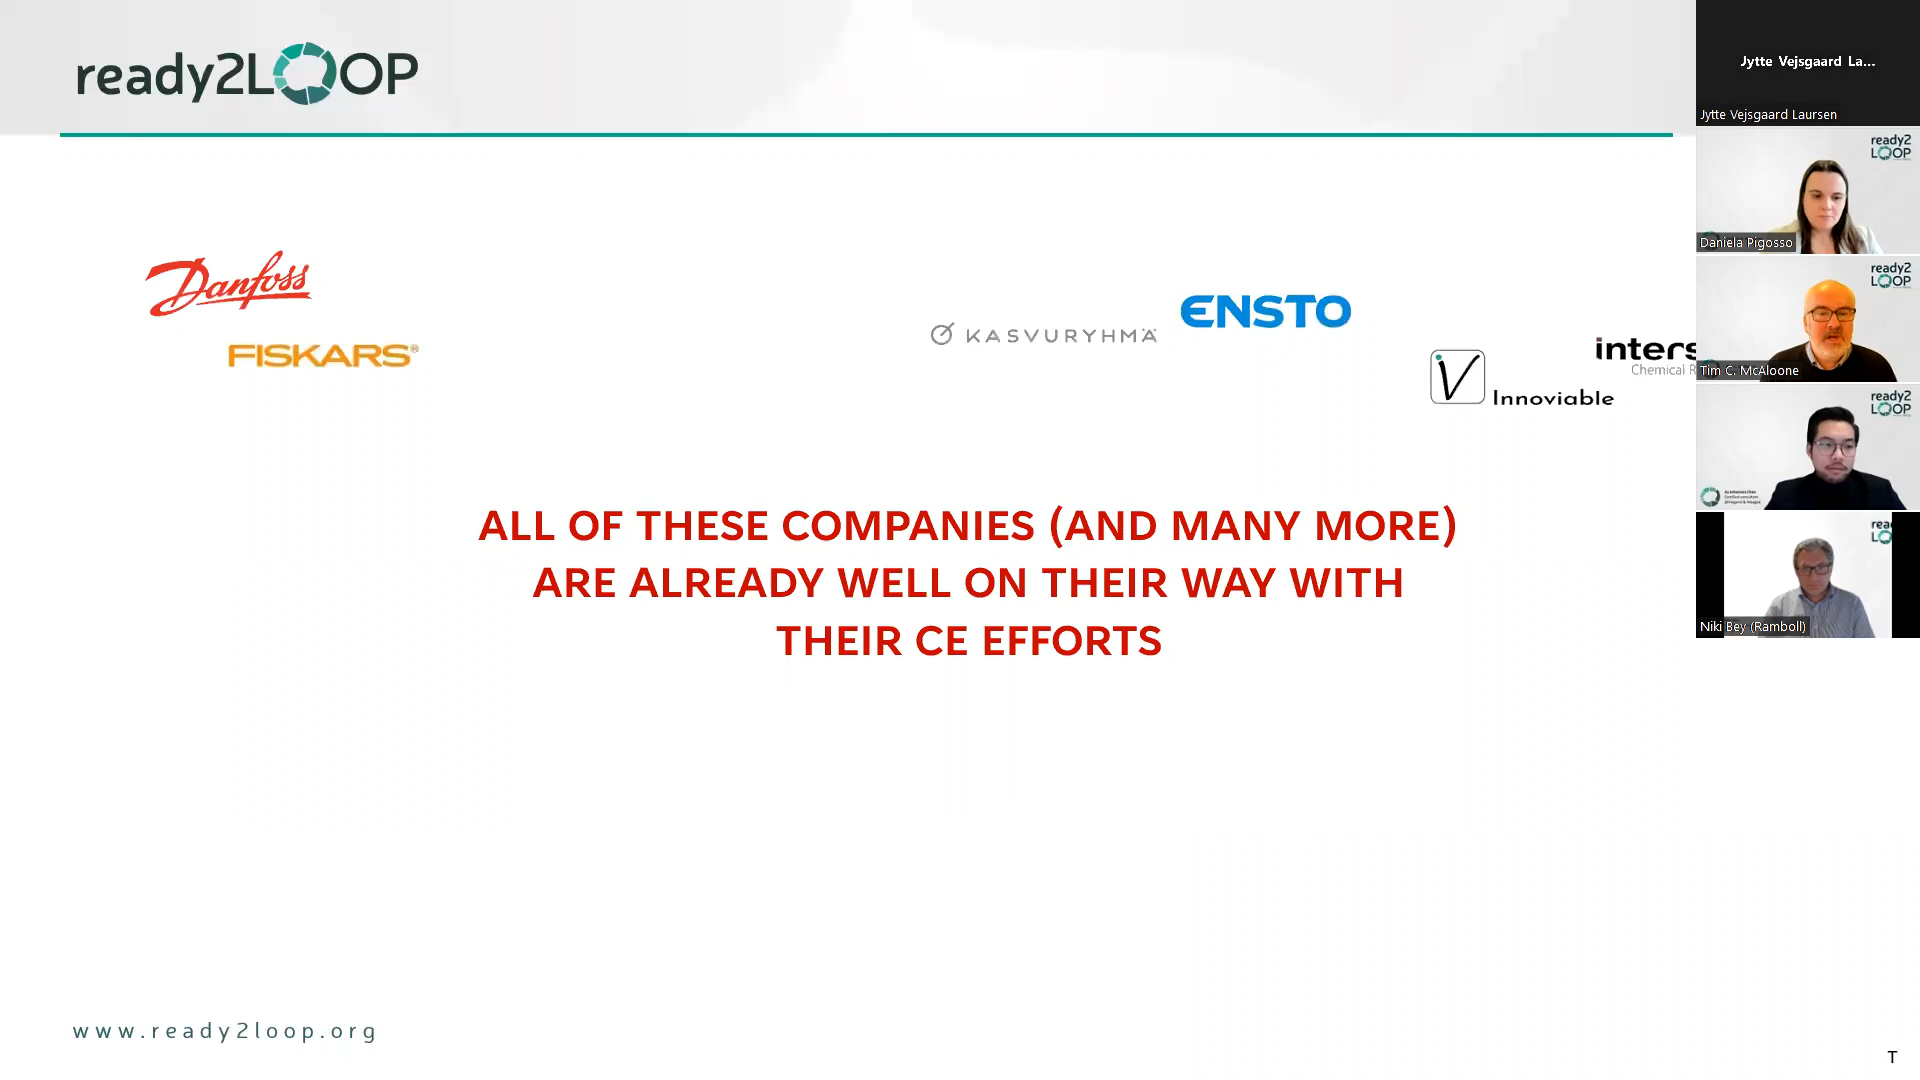 ready2LOOP
Danfoss
FISKARS®
KASVURYHMÄ
ENSTO
Innoviable
inters
Chemical R
ALL OF THESE COMPANIES (AND MANY MORE)
ARE ALREADY WELL ON THEIR WAY WITH
THEIR CE EFFORTS
www.ready2loop.org
T
Jytte Vejsgaard La...
Jytte Vejsgaard Laursen
ready2
LOOP
Daniela Pigosso
ready2
LOOP
Tim C. McAloone
ready2
LOOP
rea
LO
Niki Bey (Ramboll)